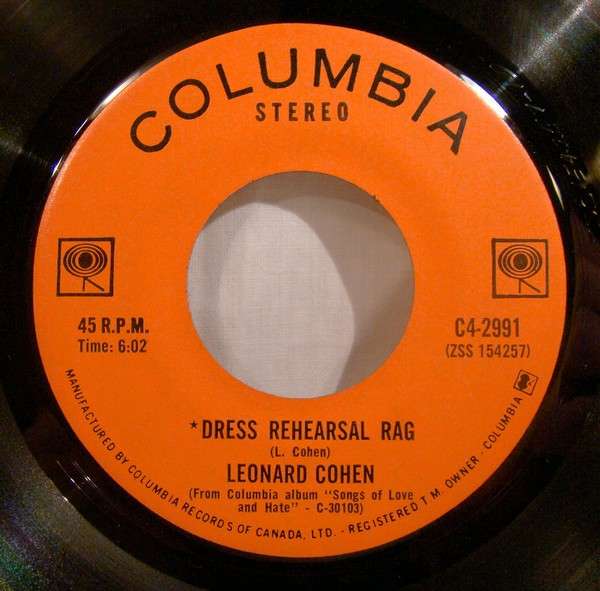 COLUMBIA
STEREO
45 R.P.M.
Time: 6:02
C4-2991
(ZSS 154257)
*DRESS REHEARSAL RAG
(L. Cohen)
LEONARD COHEN
(From Columbia album "Songs of Love
and Hate" - C-30103)
MANUFACTURED BY COLUMBIA RECORDS OF CANADA, LTD. - REGISTERED T.M. OWNER - COLUMBIA